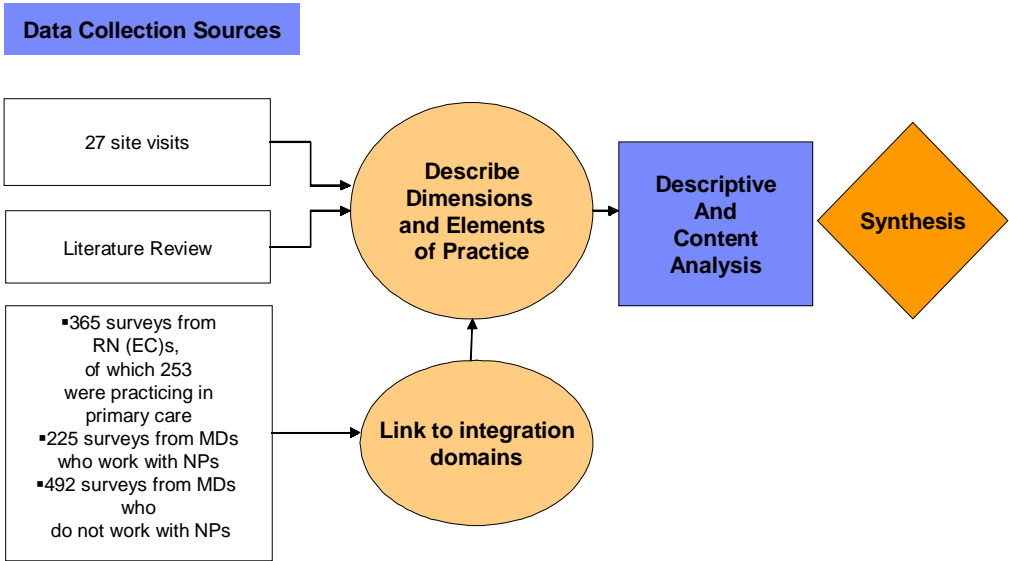 Data Collection Sources
27 site visits
Literature Review
▪365 surveys from
RN (EC)s,
of which 253
were practicing in
primary care
▪225 surveys from MDs
who work with NPs
▪492 surveys from MDs
who
do not work with NPs
Describe
Dimensions
and Elements
of Practice
Link to integration
domains
Descriptive
And
Content
Analysis
Synthesis